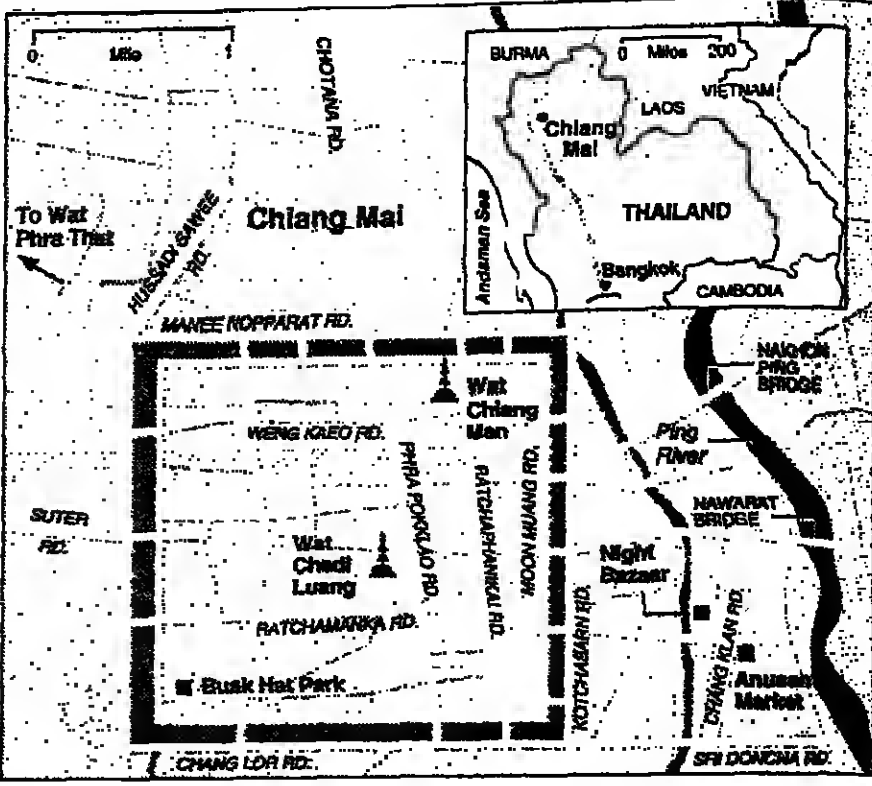 0 Mile 1
CHOTANA RD.
BURMA
0 Miles 200
VIETNAM
LAOS
Chiang
Mai
THAILAND
Andaman Sea
Bangkok
CAMBODIA
To Wat
Phra That
HUSSADI SAWEE
RD.
Chiang Mai
MANEE NOPPARAT RD.
NAKHON
PING
BRIDGE
Wat
Chiang
Man
WENG KAEO RD.
Ping
River
PHRA POKKLAO RD.
RATCHAPHANIKAI RD.
MOON MUANG RD.
SUTER
RD.
NAWARAT
BRIDGE
Wat
Chedi
Luang
Night
Bazaar
RATCHAMANKA RD.
KOTCHABARN RD.
CHANG KLAN RD.
Buak Hat Park
Anusan
Market
CHANG LOR RD.
SRI DONCHA RD.